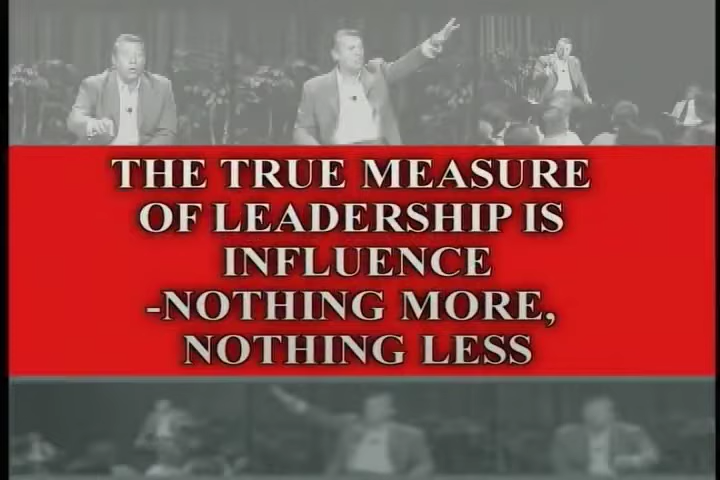 THE TRUE MEASURE
OF LEADERSHIP IS
INFLUENCE
-NOTHING MORE,
NOTHING LESS